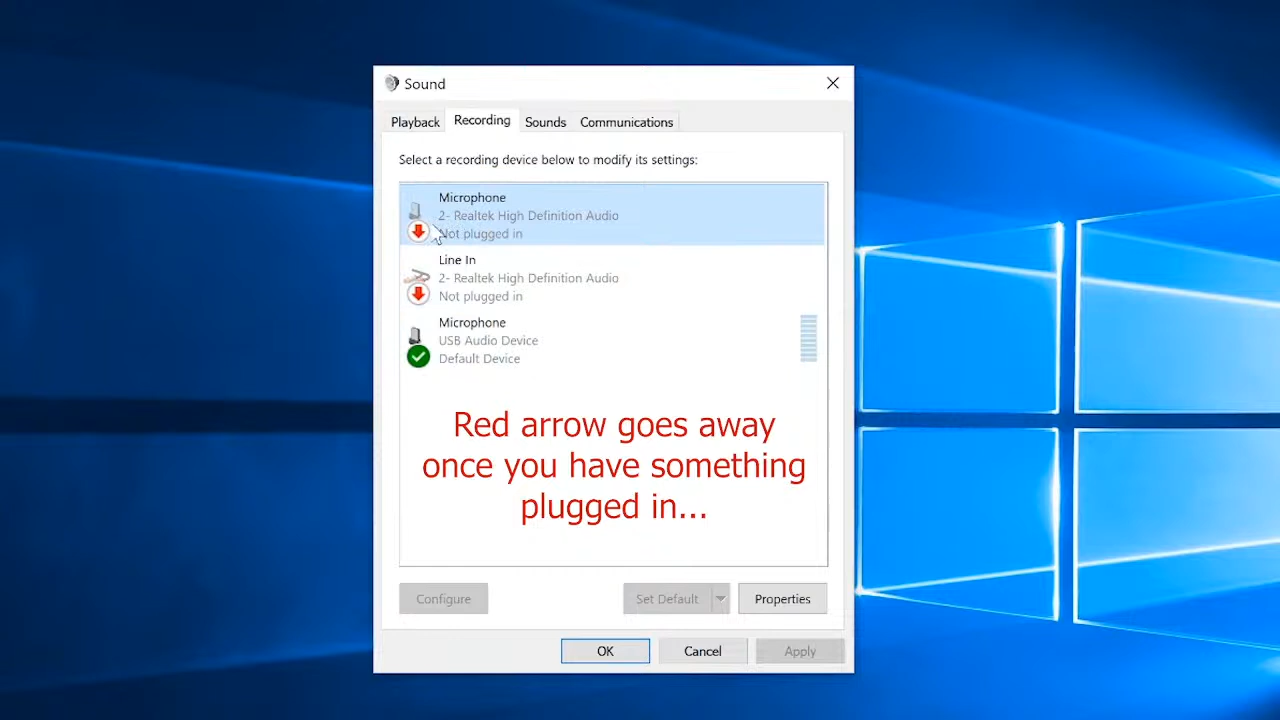 Sound
Playback
Recording
Sounds
Communications
Select a recording device below to modify its settings:
Microphone
2- Realtek High Definition Audio
Not plugged in
Line In
2- Realtek High Definition Audio
Not plugged in
Microphone
USB Audio Device
Default Device
Red arrow goes away
once you have something
plugged in...
Configure
Set Default
Properties
OK
Cancel
Apply